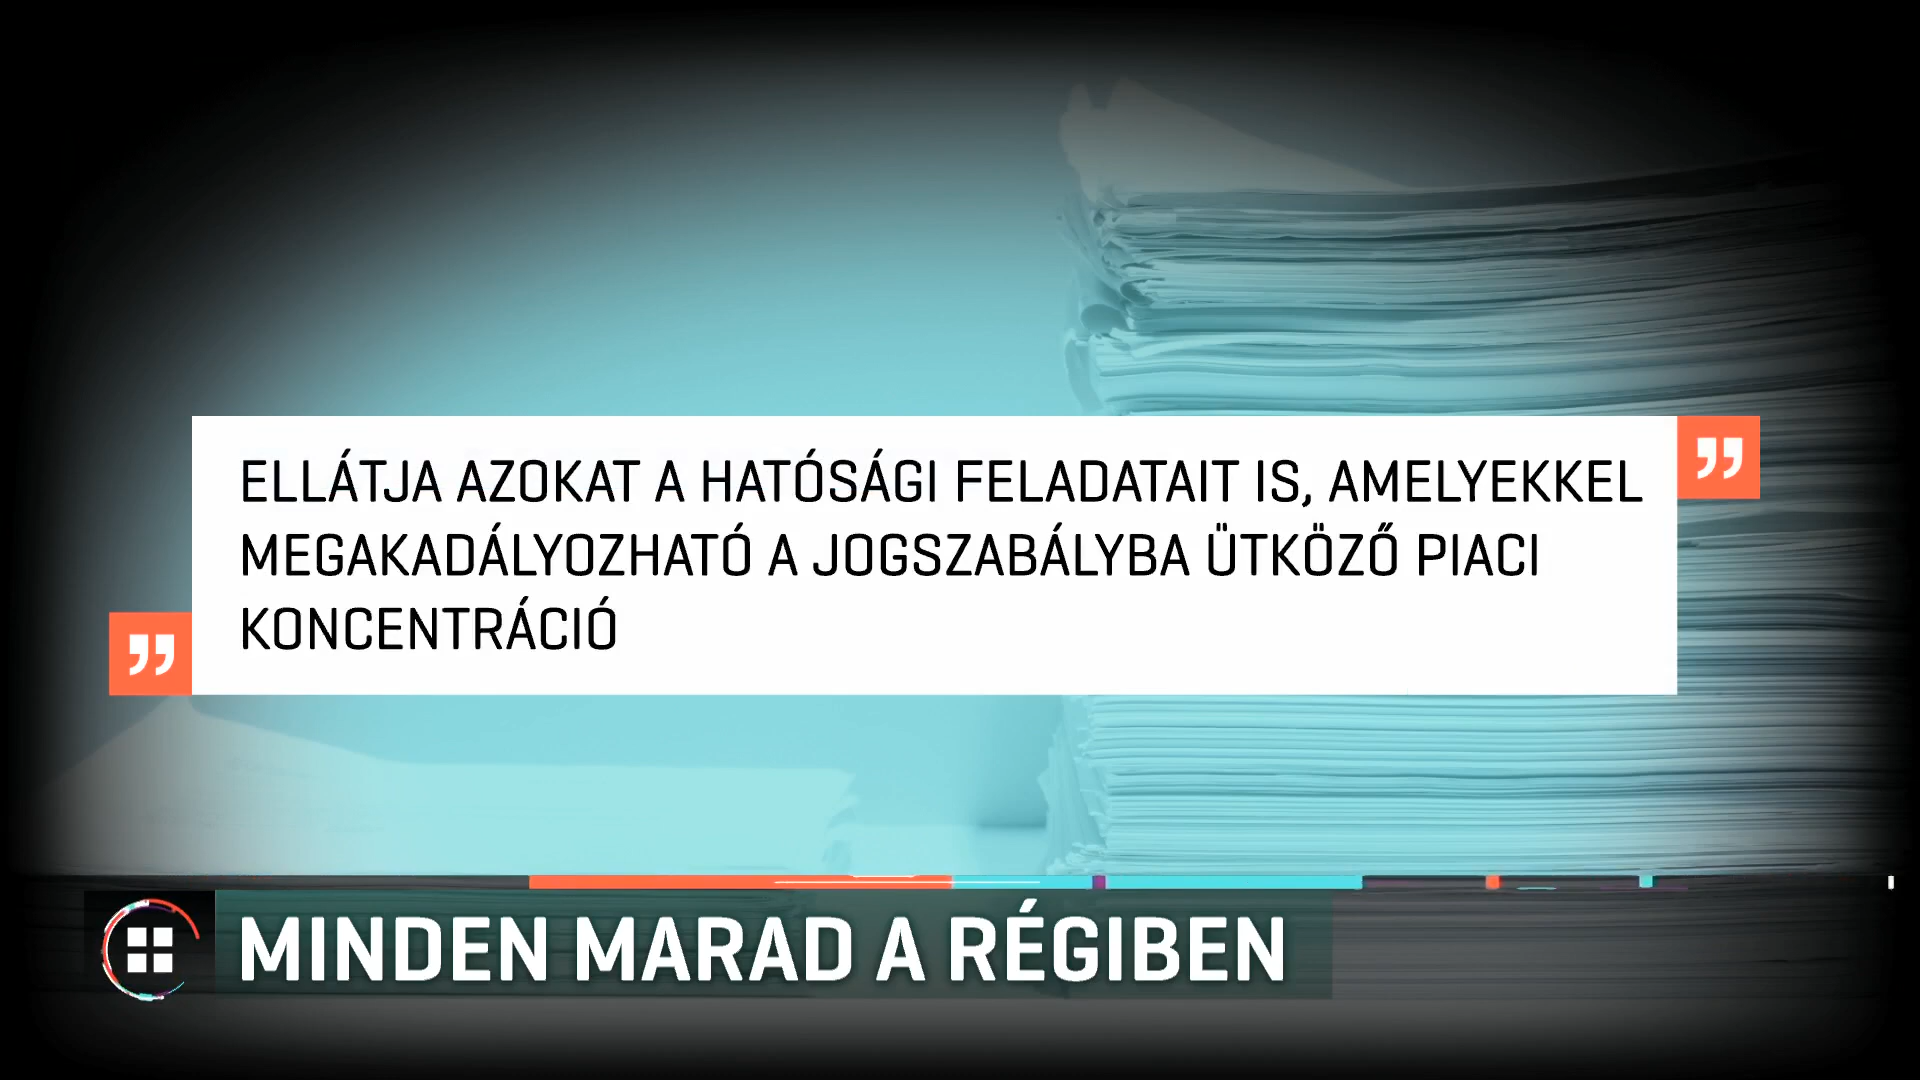 ELLÁTJA AZOKAT A HATÓSÁGI FELADATAIT IS, AMELYEKKEL
MEGAKADÁLYOZHATÓ A JOGSZABÁLYBA ÜTKÖZŐ PIACI
KONCENTRÁCIÓ
MINDEN MARAD A RÉGIBEN